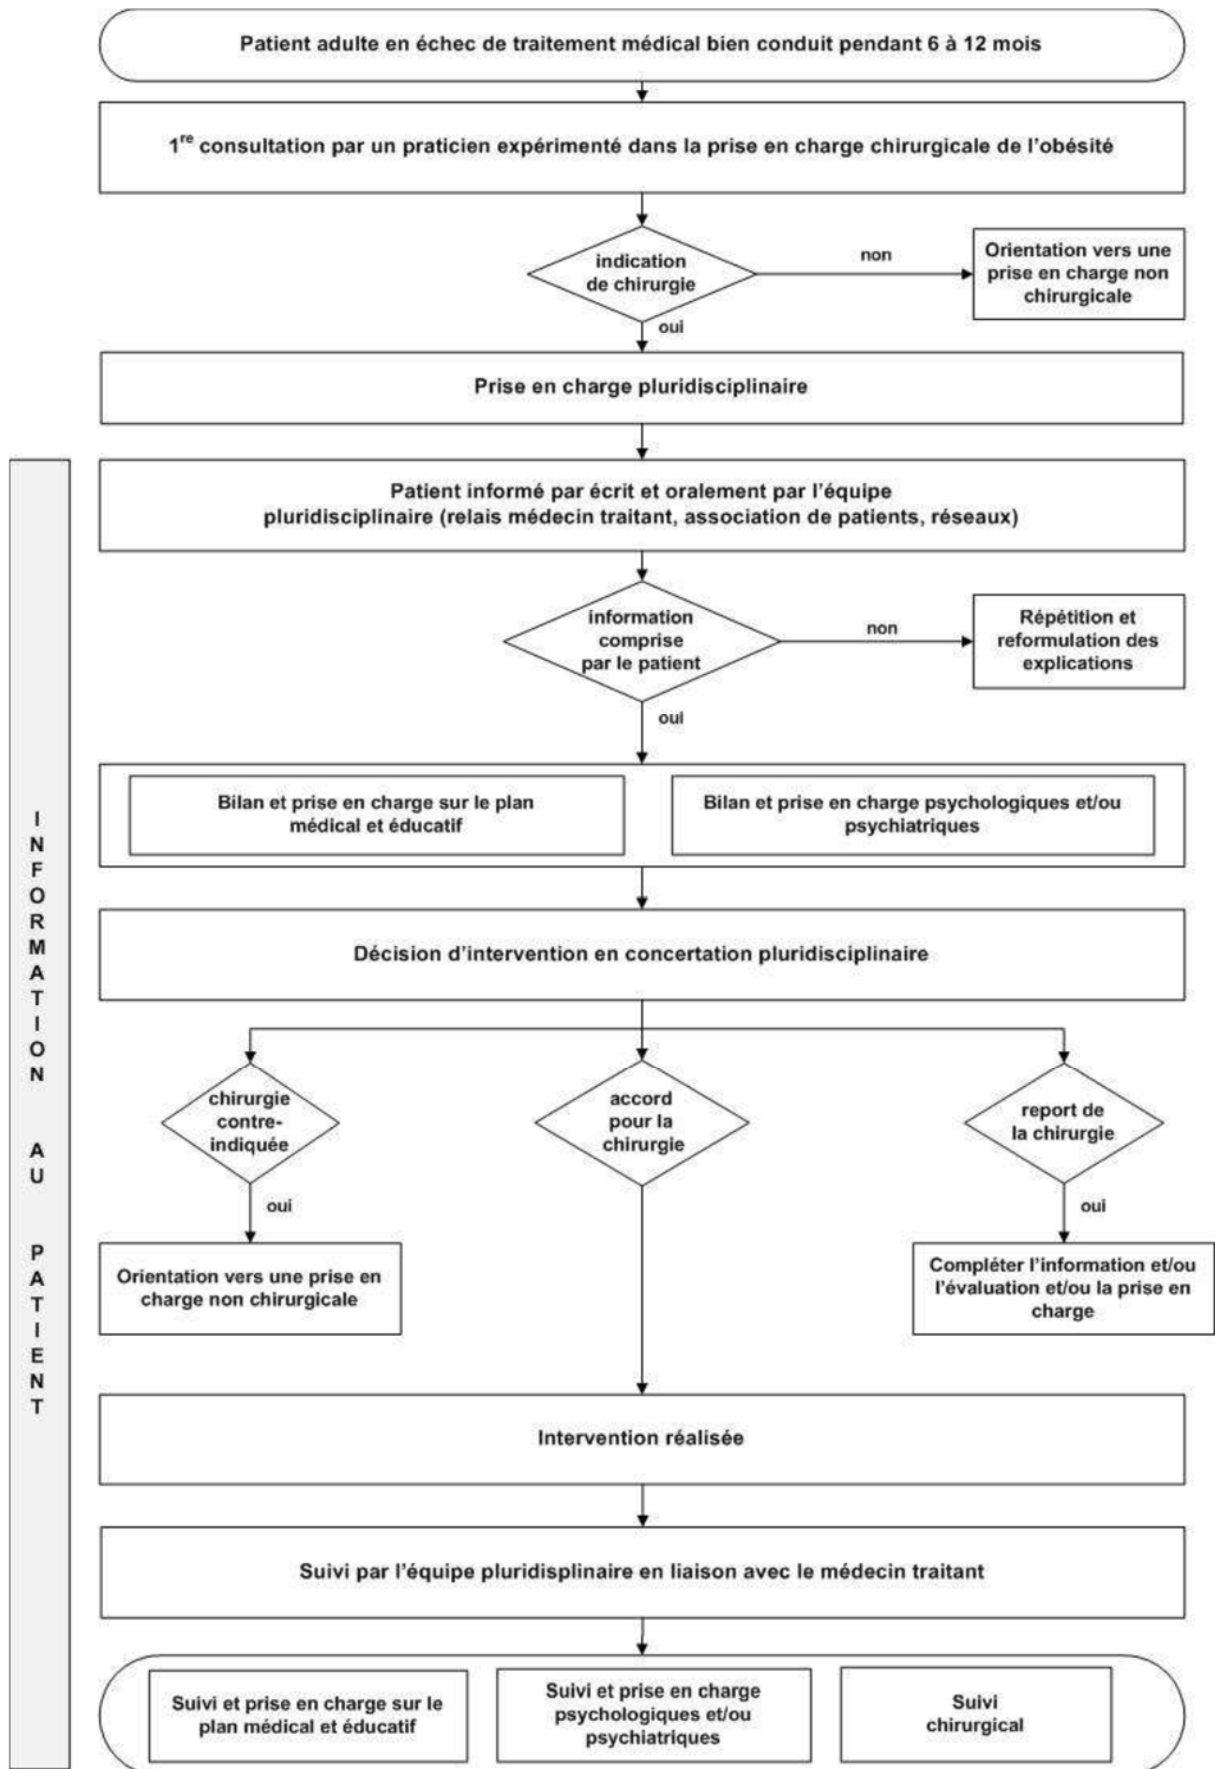 Patient adulte en échec de traitement médical bien conduit pendant 6 à 12 mois
1re consultation par un praticien expérimenté dans la prise en charge chirurgicale de l'obésité
indication
de chirurgie
non
Orientation vers une
prise en charge non
chirurgicale
oui
Prise en charge pluridisciplinaire
Patient informé par écrit et oralement par l'équipe
pluridisciplinaire (relais médecin traitant, association de patients, réseaux)
information
comprise
par le patient
non
Répétition et
reformulation des
explications
oui
Bilan et prise en charge sur le plan
médical et éducatif
Bilan et prise en charge psychologiques et/ou
psychiatriques
Décision d'intervention en concertation pluridisciplinaire
chirurgie
contre-
indiquée
accord
pour la
chirurgie
report de
la chirurgie
oui
oui
Orientation vers une prise en
charge non chirurgicale
Compléter l'information et/ou
l'évaluation et/ou la prise en
charge
Intervention réalisée
Suivi par l'équipe pluridisplinaire en liaison avec le médecin traitant
Suivi et prise en charge sur le
plan médical et éducatif
Suivi et prise en charge
psychologiques et/ou
psychiatriques
Suivi
chirurgical
INFORMATION AU PATIENT